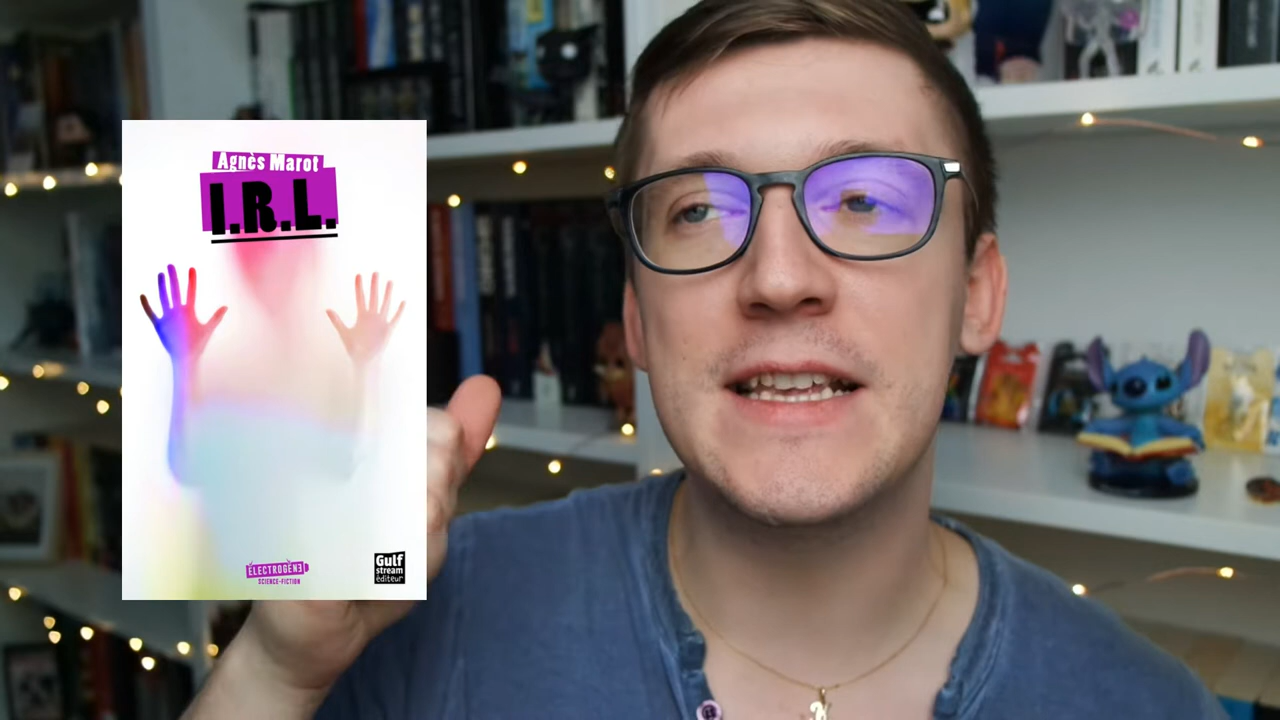 Agnès Marot
I.R.L.
ÉLECTROGÈNE
SCIENCE-FICTION
Gulf
stream
éditeur